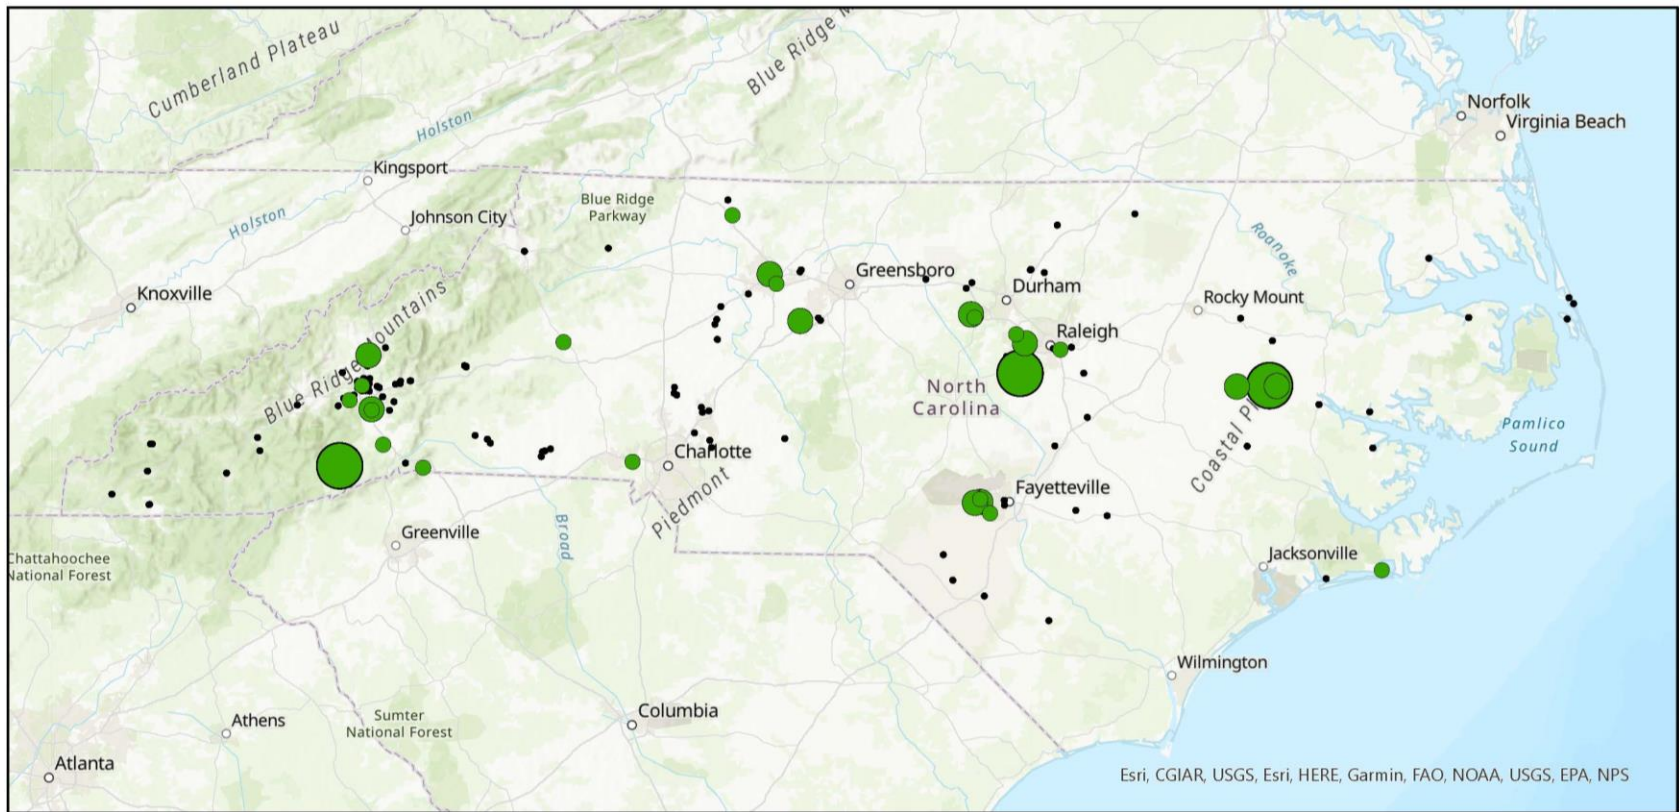 Cumberland Plateau
Blue Ridge M
Norfolk
Virginia Beach
Holston
Kingsport
Blue Ridge
Parkway
Johnson City
Holston
Roanoke
Greensboro
Durham
Knoxville
Rocky Mount
Raleigh
Blue Ridge Mountains
North
Carolina
Coastal Pl
Pamlico
Sound
Charlotte
Piedmont
Fayetteville
Broad
Greenville
Jacksonville
Chattahoochee
National Forest
Wilmington
Columbia
Athens
Sumter
National Forest
Atlanta
Esri, CGIAR, USGS, Esri, HERE, Garmin, FAO, NOAA, USGS, EPA, NPS